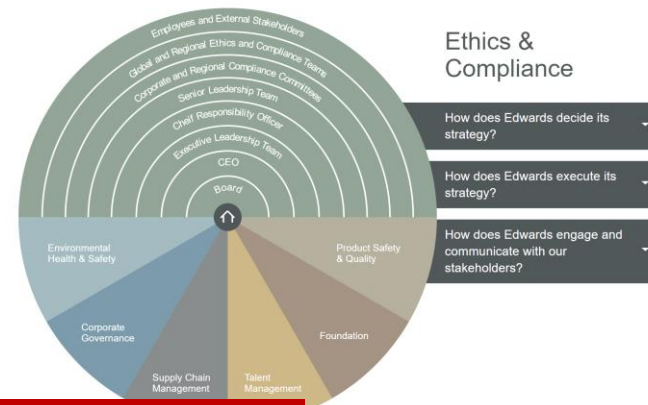 Employees and External Stakeholders
Global and Regional Ethics and Compliance Teams
Corporate and Regional Compliance Committees
Senior Leadership Team
Cheif Responsibility Officer
Executive Leadership Team
CEO
Board
Environmental
Health & Safety
Product Safety
& Quality
Corporate
Governance
Foundation
Supply Chain
Management
Talent
Management
Ethics &
Compliance
How does Edwards decide its
strategy?
How does Edwards execute its
strategy?
How does Edwards engage and
communicate with our
stakeholders?